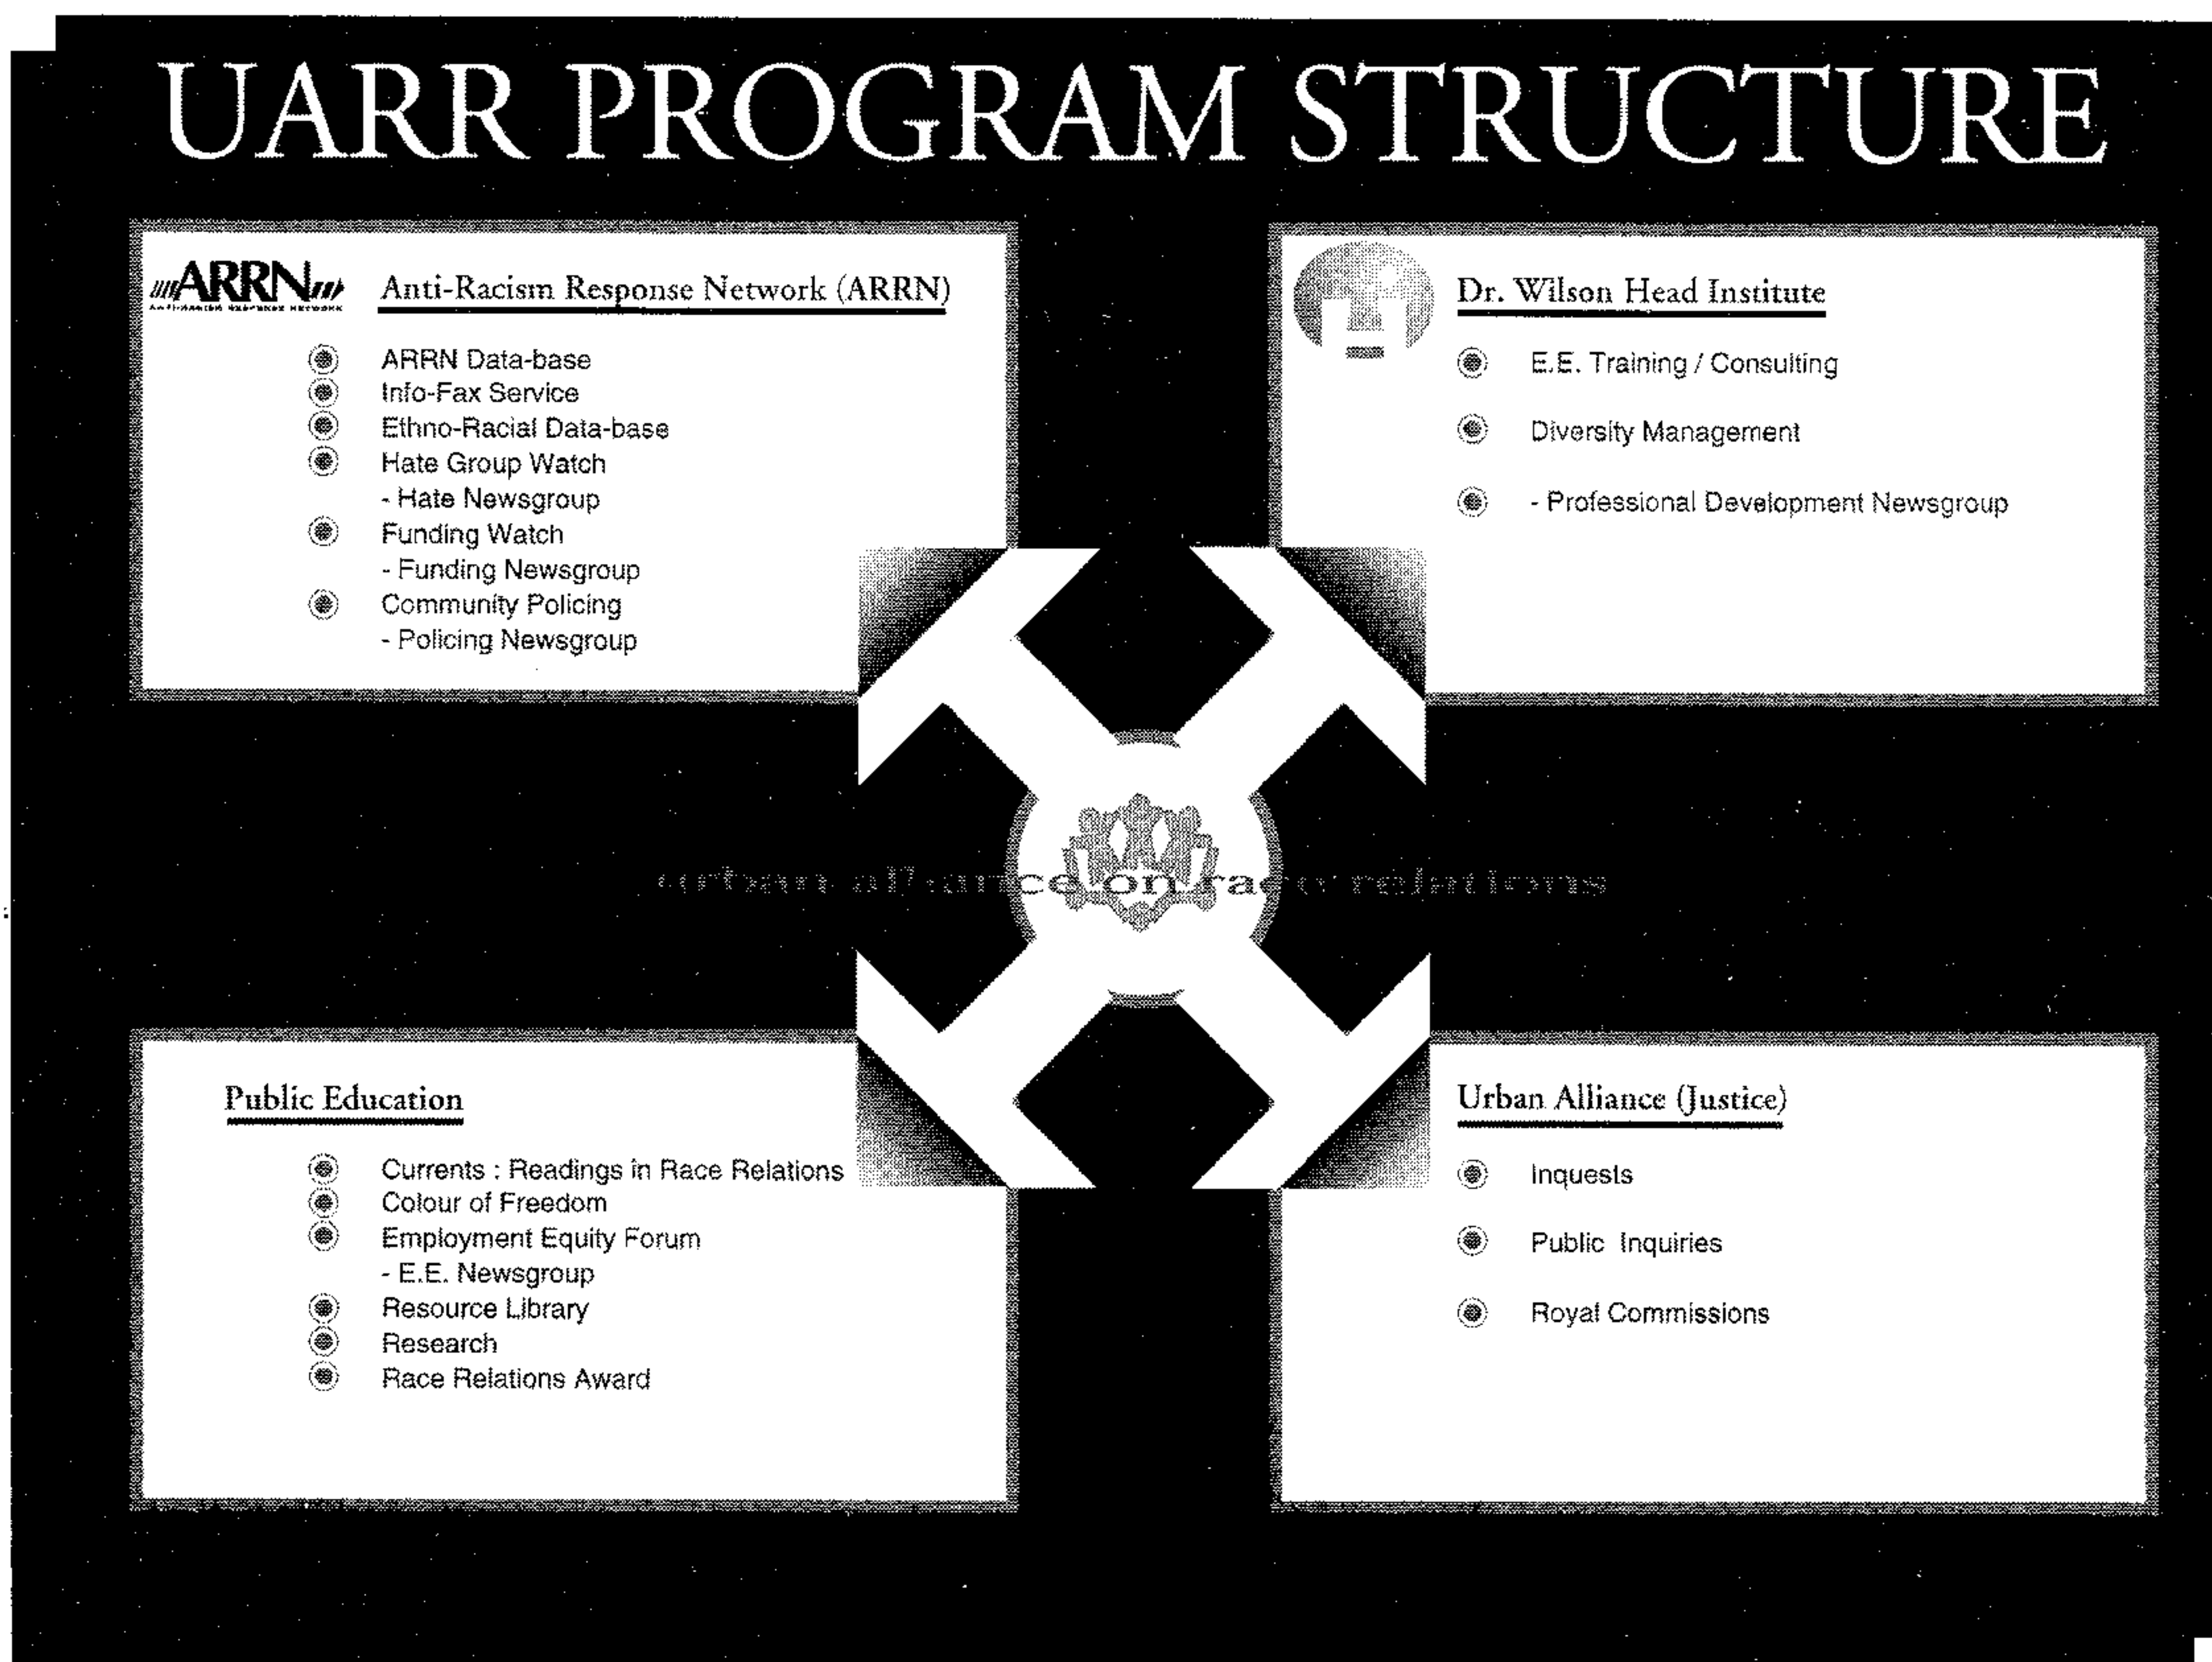 UARR PROGRAM STRUCTURE
ARRN
ANTI-RACISM RESPONSE NETWORK
Anti-Racism Response Network (ARRN)
ARRN Data-base
Info-Fax Service
Ethno-Racial Data-base
Hate Group Watch
- Hate Newsgroup
Funding Watch
- Funding Newsgroup
Community Policing
- Policing Newsgroup
Dr. Wilson Head Institute
E.E. Training / Consulting
Diversity Management
- Professional Development Newsgroup
urban alliance on race relations
Public Education
Currents : Readings in Race Relations
Colour of Freedom
Employment Equity Forum
- E.E. Newsgroup
Resource Library
Research
Race Relations Award
Urban Alliance (Justice)
Inquests
Public Inquiries
Royal Commissions